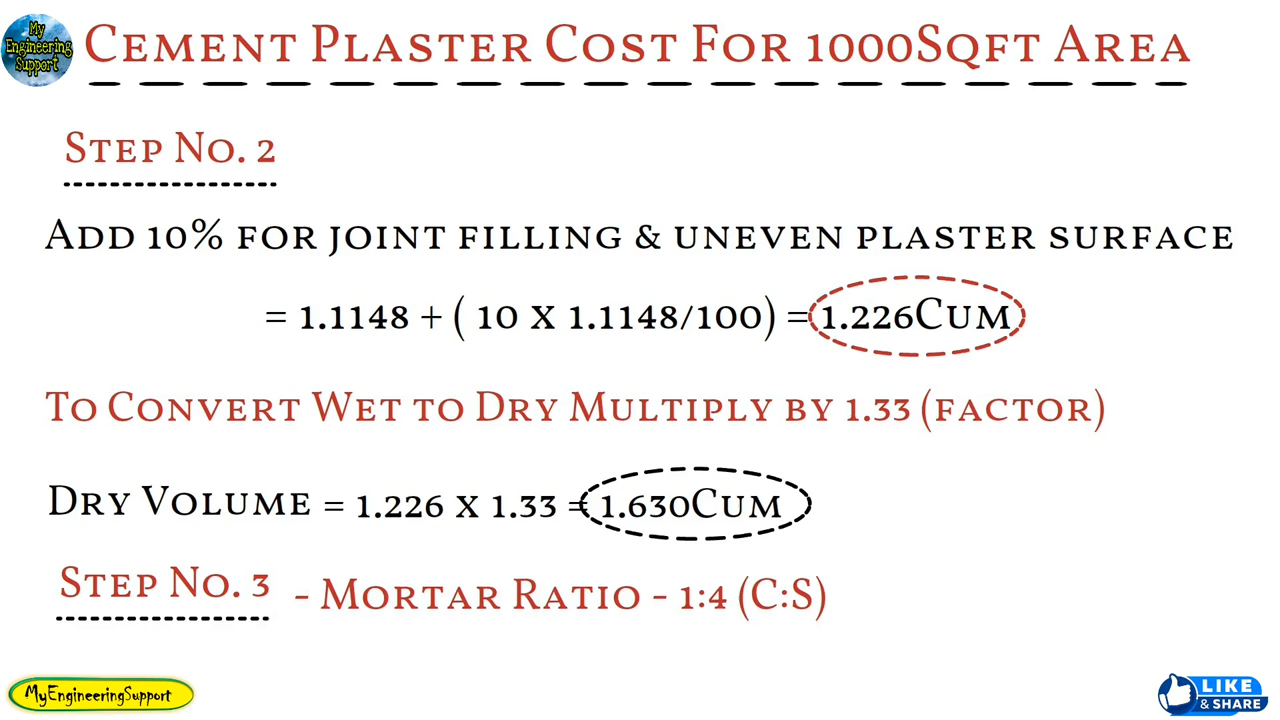 My
Engineering
Support
Cement Plaster Cost For 1000Sqft Area
Step No. 2
Add 10% for joint filling & uneven plaster surface
= 1.1148 + ( 10 x 1.1148/100) = 1.226Cum
To Convert Wet to Dry Multiply by 1.33 (factor)
Dry Volume = 1.226 x 1.33 = 1.630Cum
Step No. 3 - Mortar Ratio - 1:4 (C:S)
MyEngineeringSupport
LIKE
& SHARE